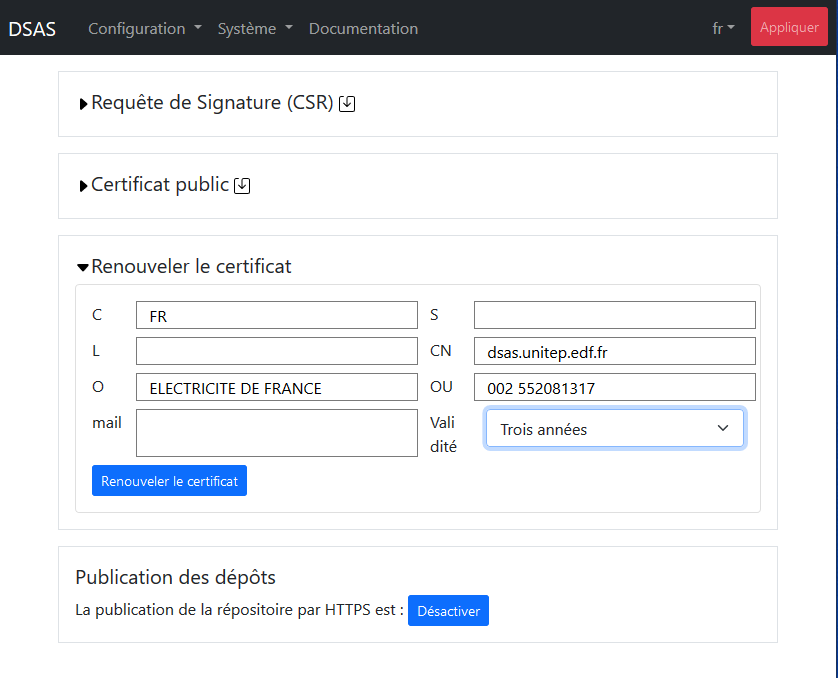 DSAS Configuration Système Documentation fr Appliquer
Requête de Signature (CSR)
Certificat public
Renouveler le certificat
C FR S
L CN dsas.unitep.edf.fr
O ELECTRICITE DE FRANCE OU 002 552081317
mail Vali
dité Trois années
Renouveler le certificat
Publication des dépôts
La publication de la répositoire par HTTPS est : Désactiver